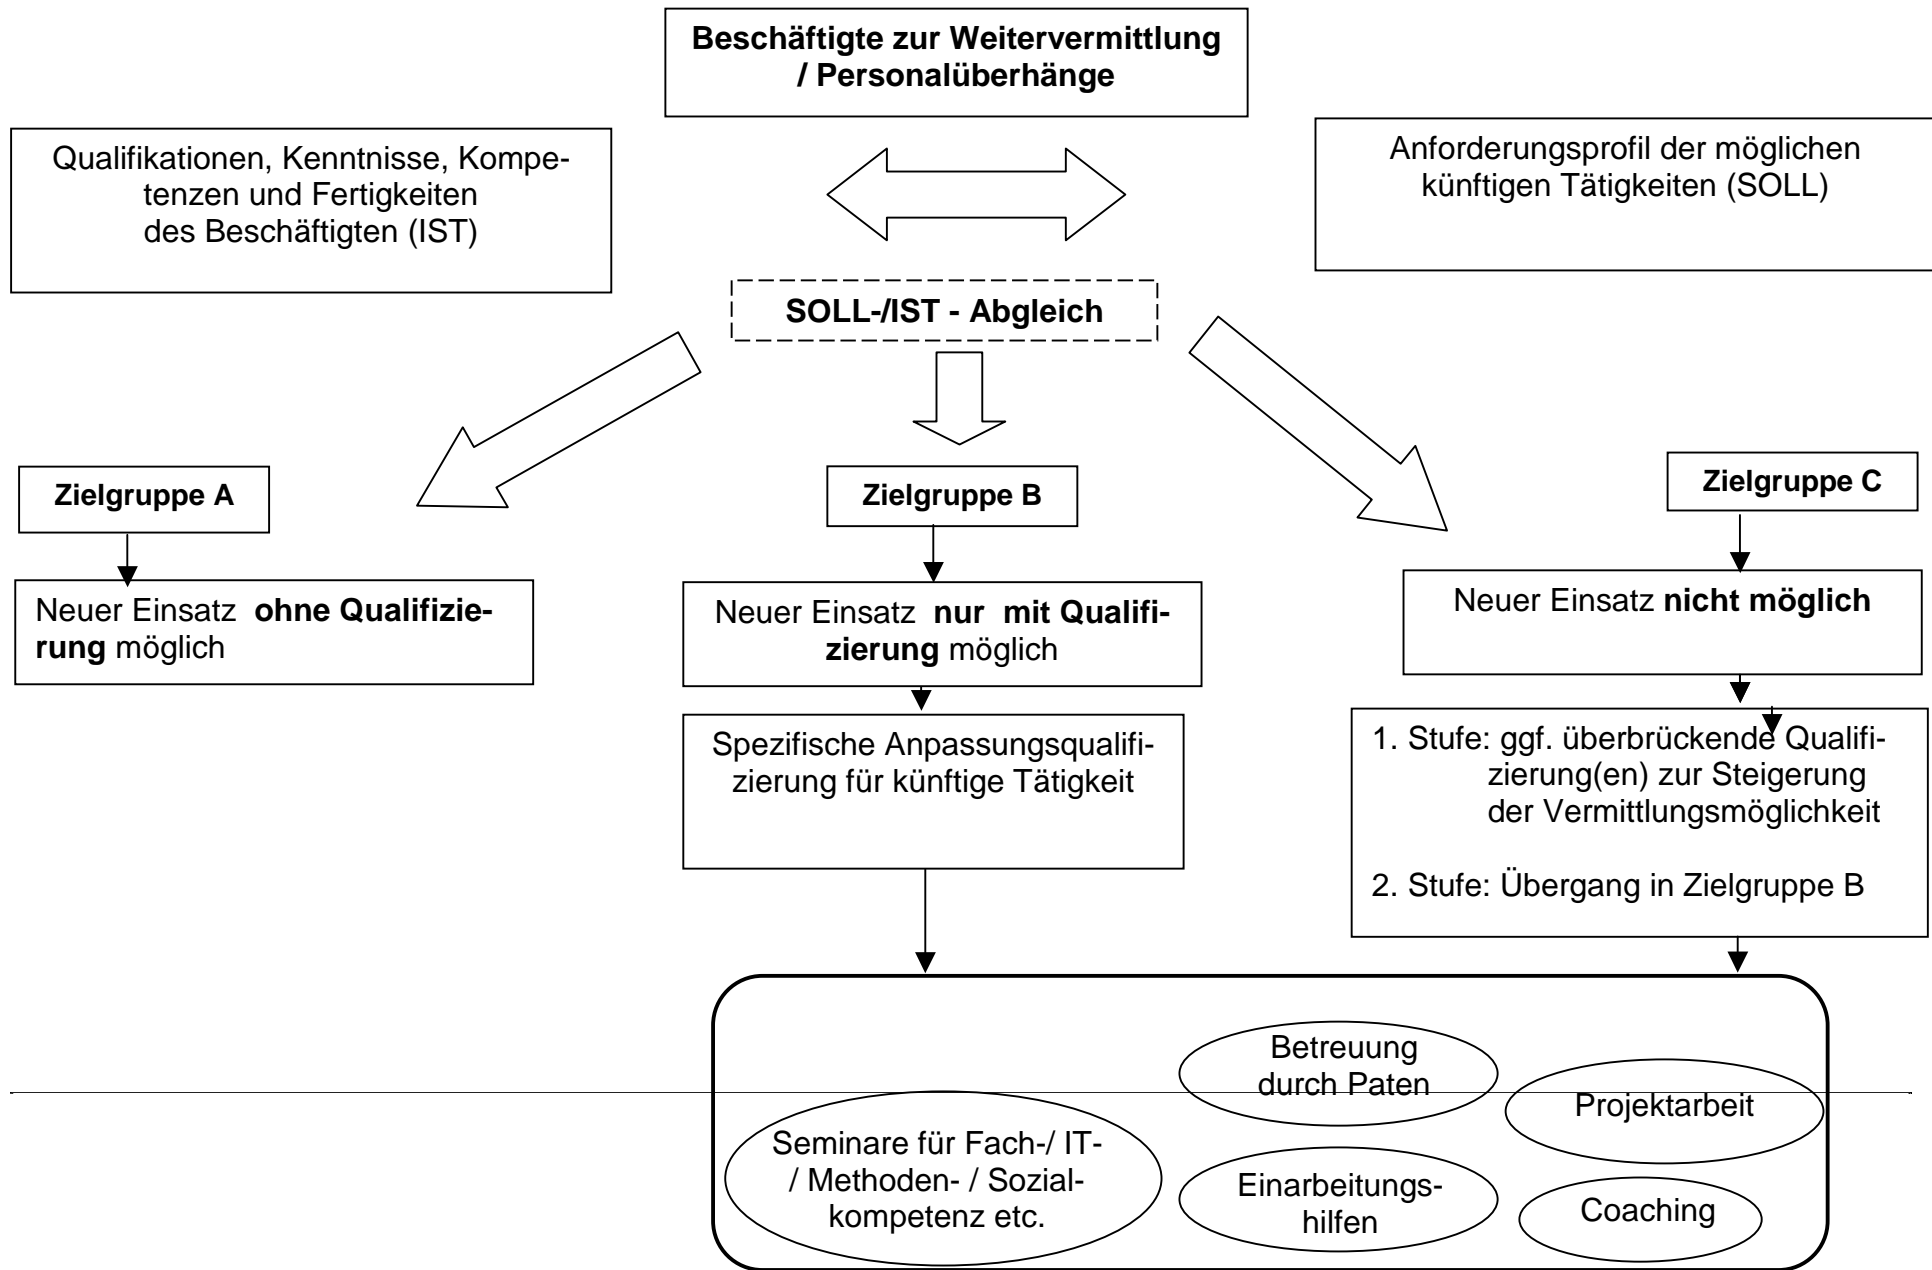 Beschäftigte zur Weitervermittlung
/ Personalüberhänge
Qualifikationen, Kenntnisse, Kompe-
tenzen und Fertigkeiten
des Beschäftigten (IST)
Anforderungsprofil der möglichen
künftigen Tätigkeiten (SOLL)
SOLL-/IST - Abgleich
Zielgruppe A
Neuer Einsatz ohne Qualifizie-
rung möglich
Zielgruppe B
Neuer Einsatz nur mit Qualifi-
zierung möglich
Spezifische Anpassungsqualifi-
zierung für künftige Tätigkeit
Zielgruppe C
Neuer Einsatz nicht möglich
1. Stufe: ggf. überbrückende Qualifi-
zierung(en) zur Steigerung
der Vermittlungsmöglichkeit
2. Stufe: Übergang in Zielgruppe B
Seminare für Fach-/ IT-
/ Methoden- / Sozial-
kompetenz etc.
Betreuung
durch Paten
Einarbeitungs-
hilfen
Projektarbeit
Coaching